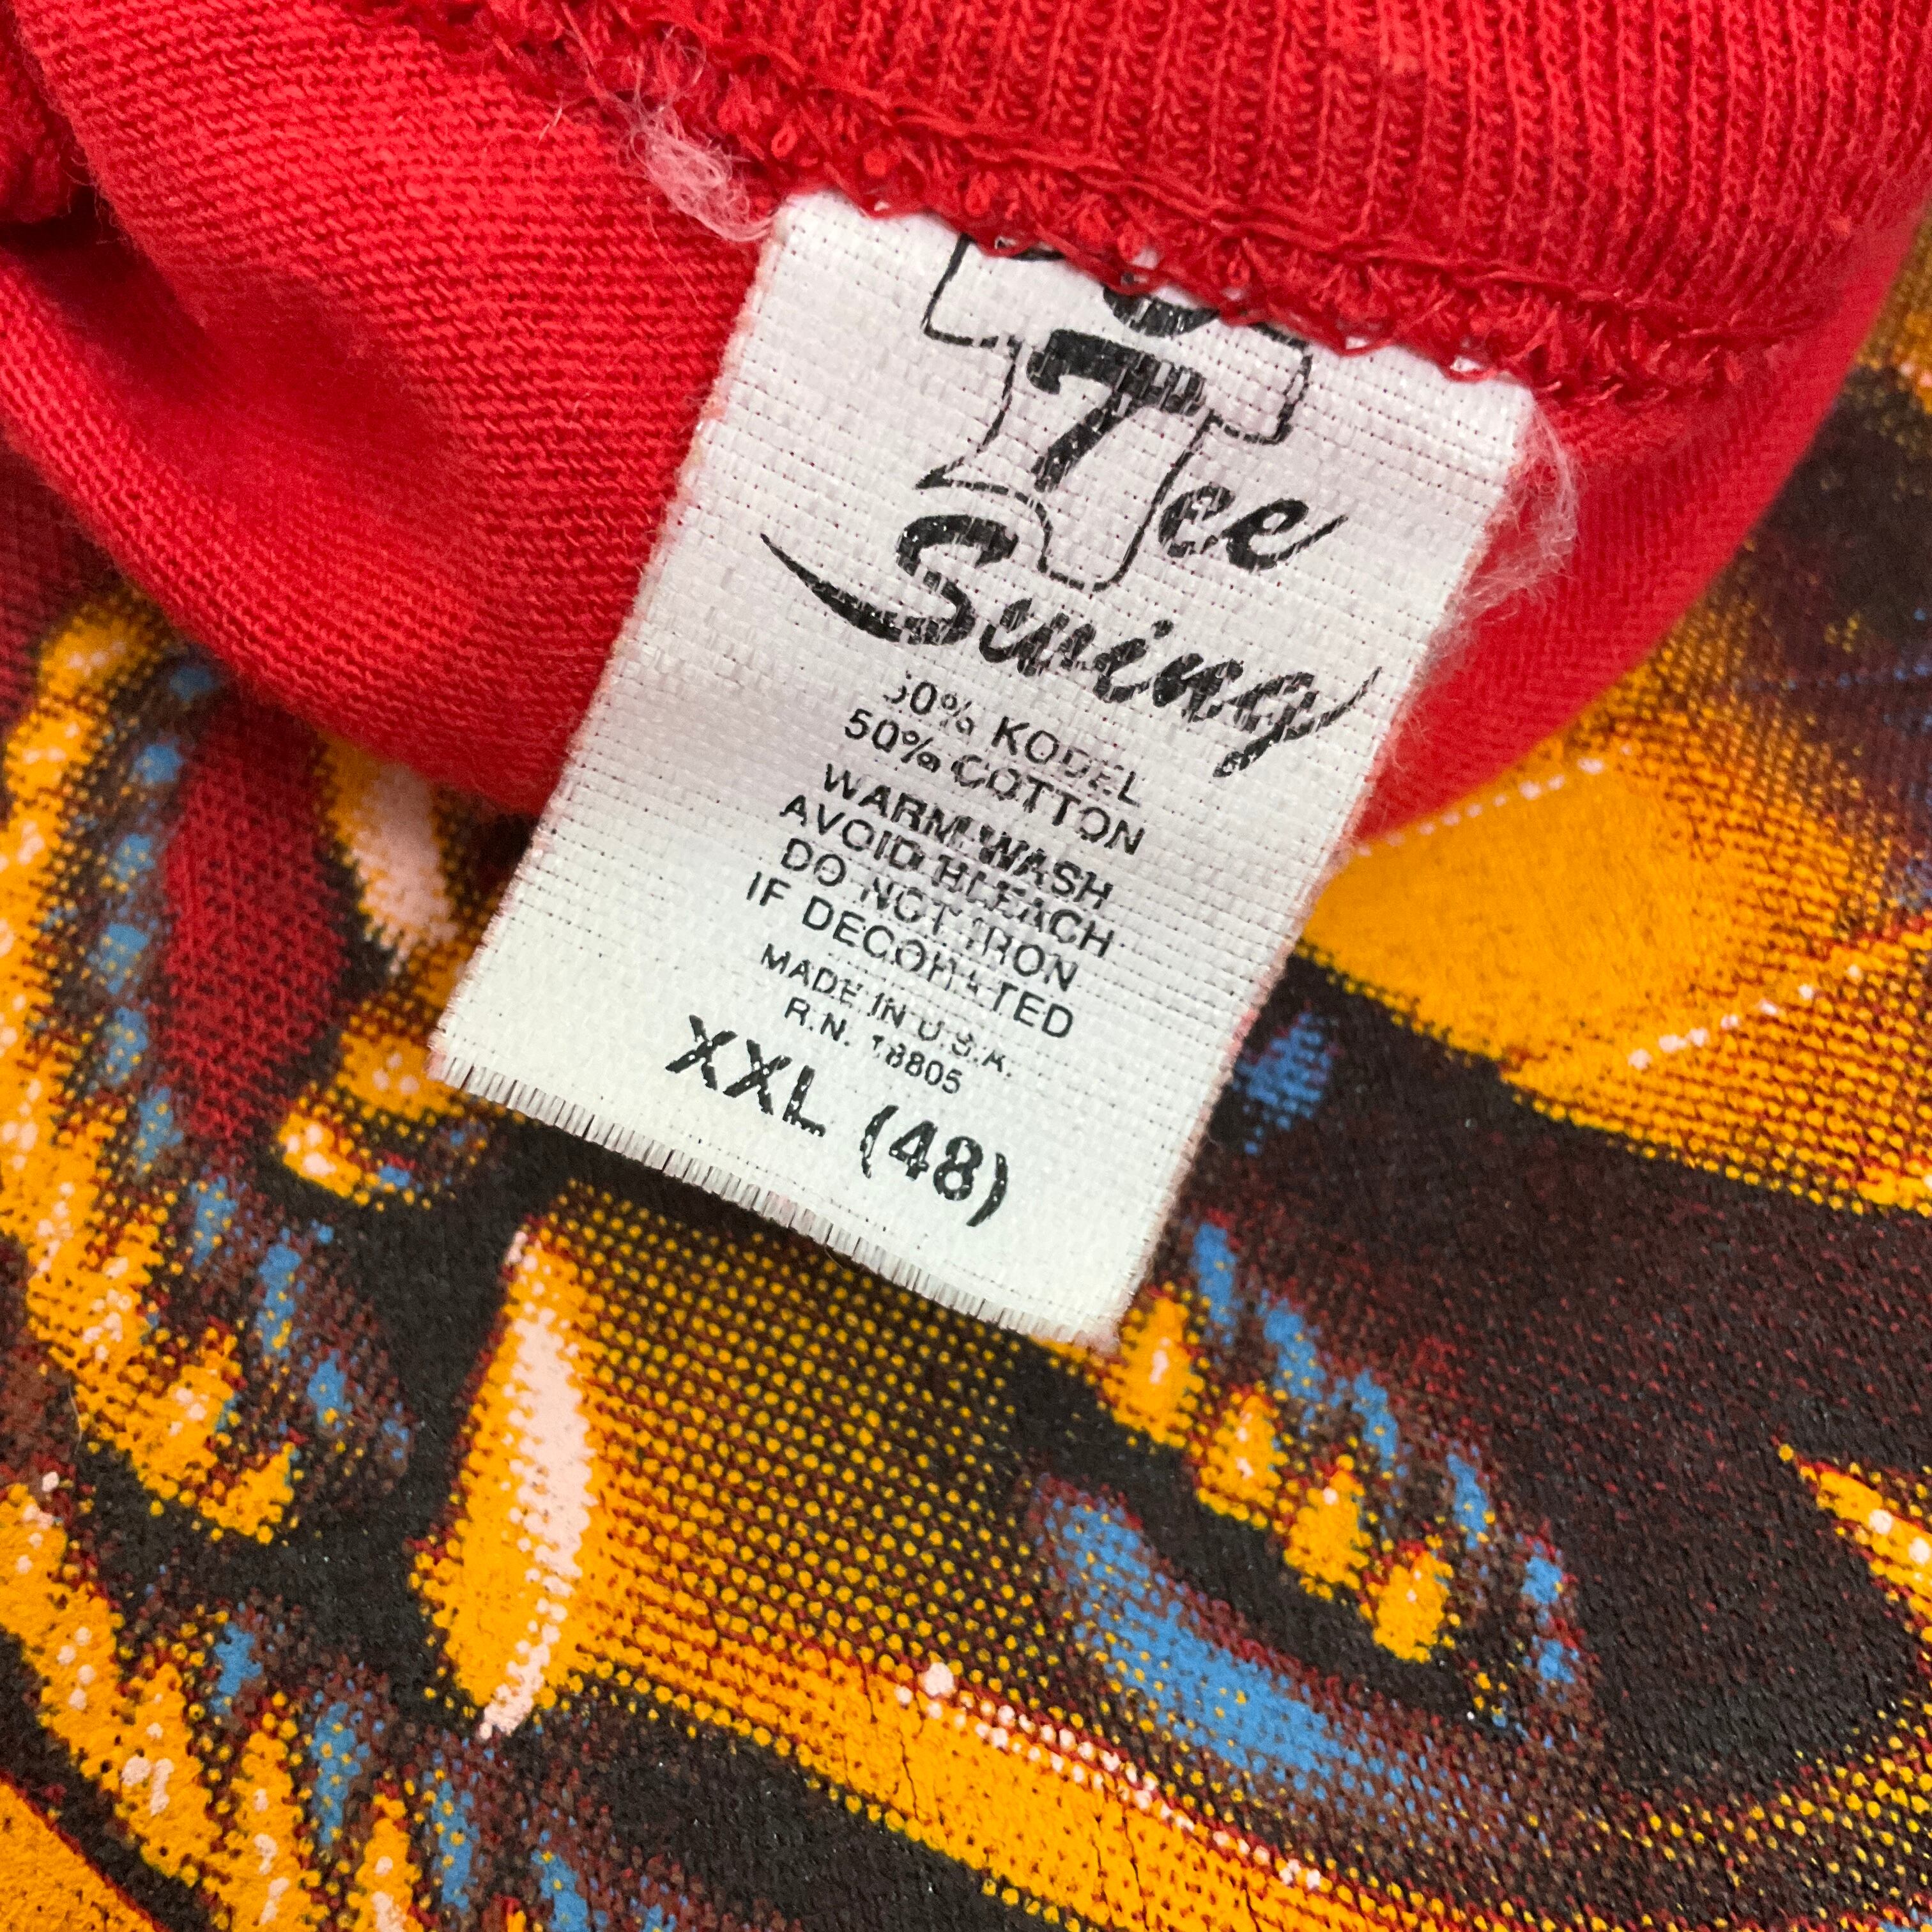 Tee
Swing
50% KODEL
50% COTTON
WARM WASH
AVOID BLEACH
DO NOT IRON
IF DECORATED
MADE IN U.S.A.
R.N. 18805
XXL (48)